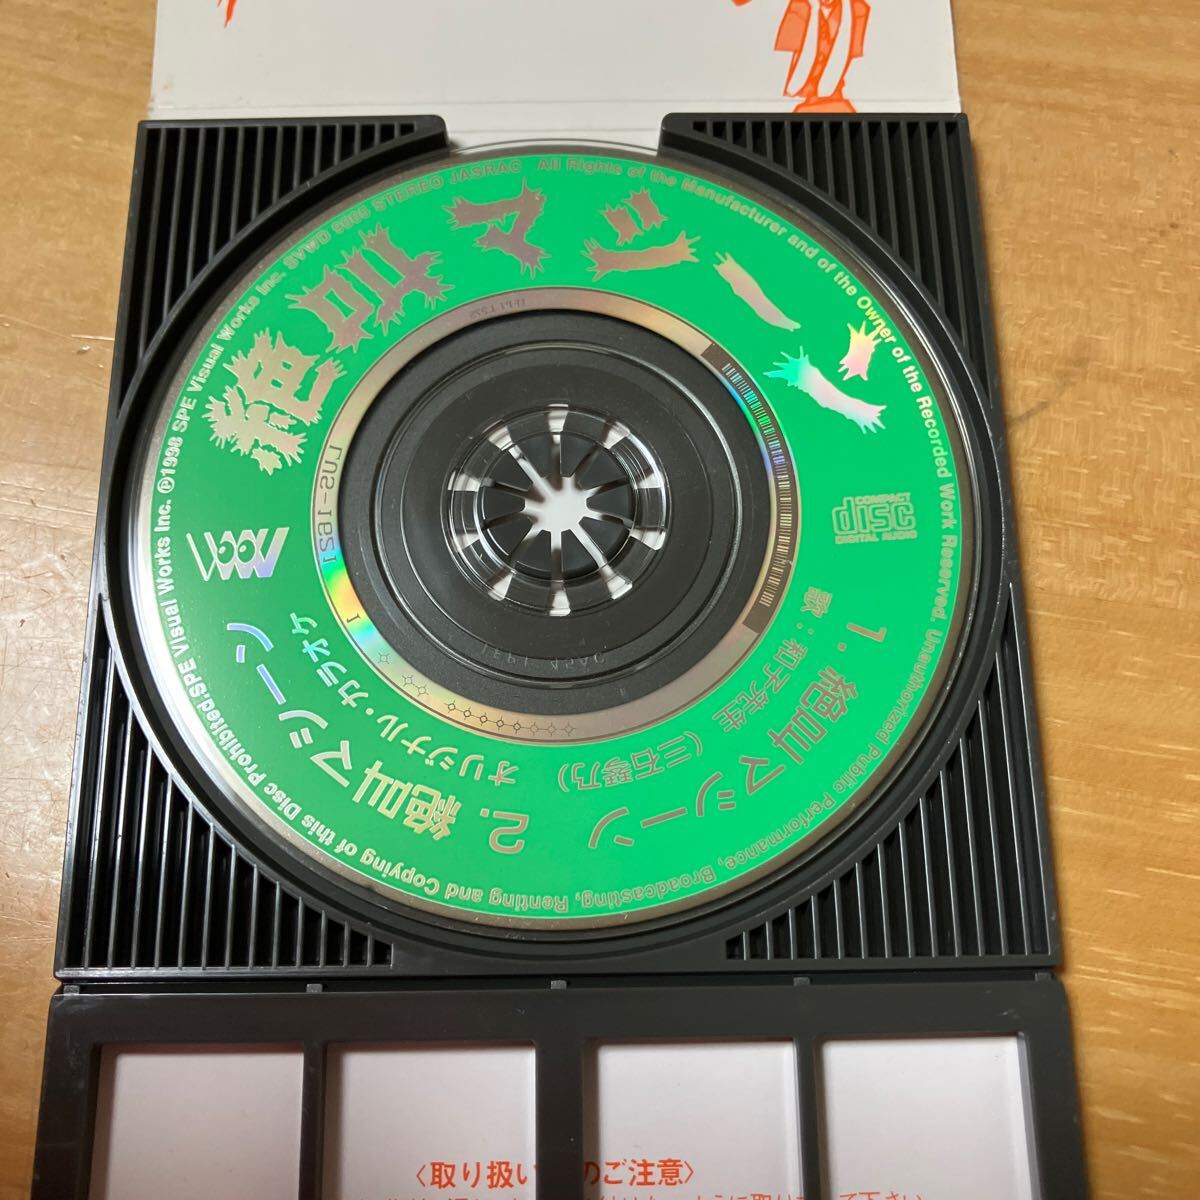 絶叫マシーン
COMPACT
disc
DIGITAL AUDIO
1. 絶叫マシーン
歌：和子先生（三石琴乃）
2. 絶叫マシーン
オリジナル・カラオケ
STEREO JASRAC All Rights of the Manufacturer and of the Owner of the Recorded Work Reserved. Unauthorized Public Performance, Broadcasting, Renting and Copying of this Disc Prohibited. SPE Visual Works Inc. ℗1998 SPE Visual Works Inc. SVWD
〈取り扱い のご注意〉